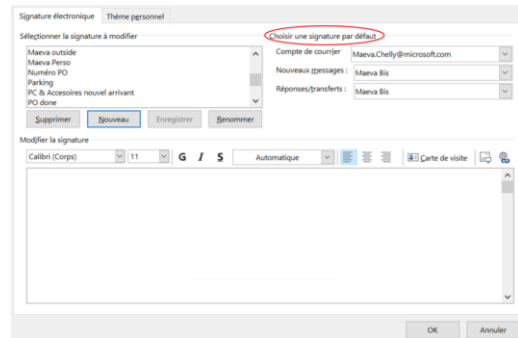 Signature électronique Thème personnel
Sélectionner la signature à modifier
Choisir une signature par défaut
Maeva outside
Maeva Perso
Numéro PO
Parking
PC & Accesoires nouvel arrivant
PO done
Compte de courrier Maeva.Chelly@microsoft.com
Nouveaux messages : Maeva Bis
Réponses/transferts : Maeva Bis
Supprimer Nouveau Enregistrer Renommer
Modifier la signature
Calibri (Corps) 11 G I S Automatique Carte de visite
OK Annuler